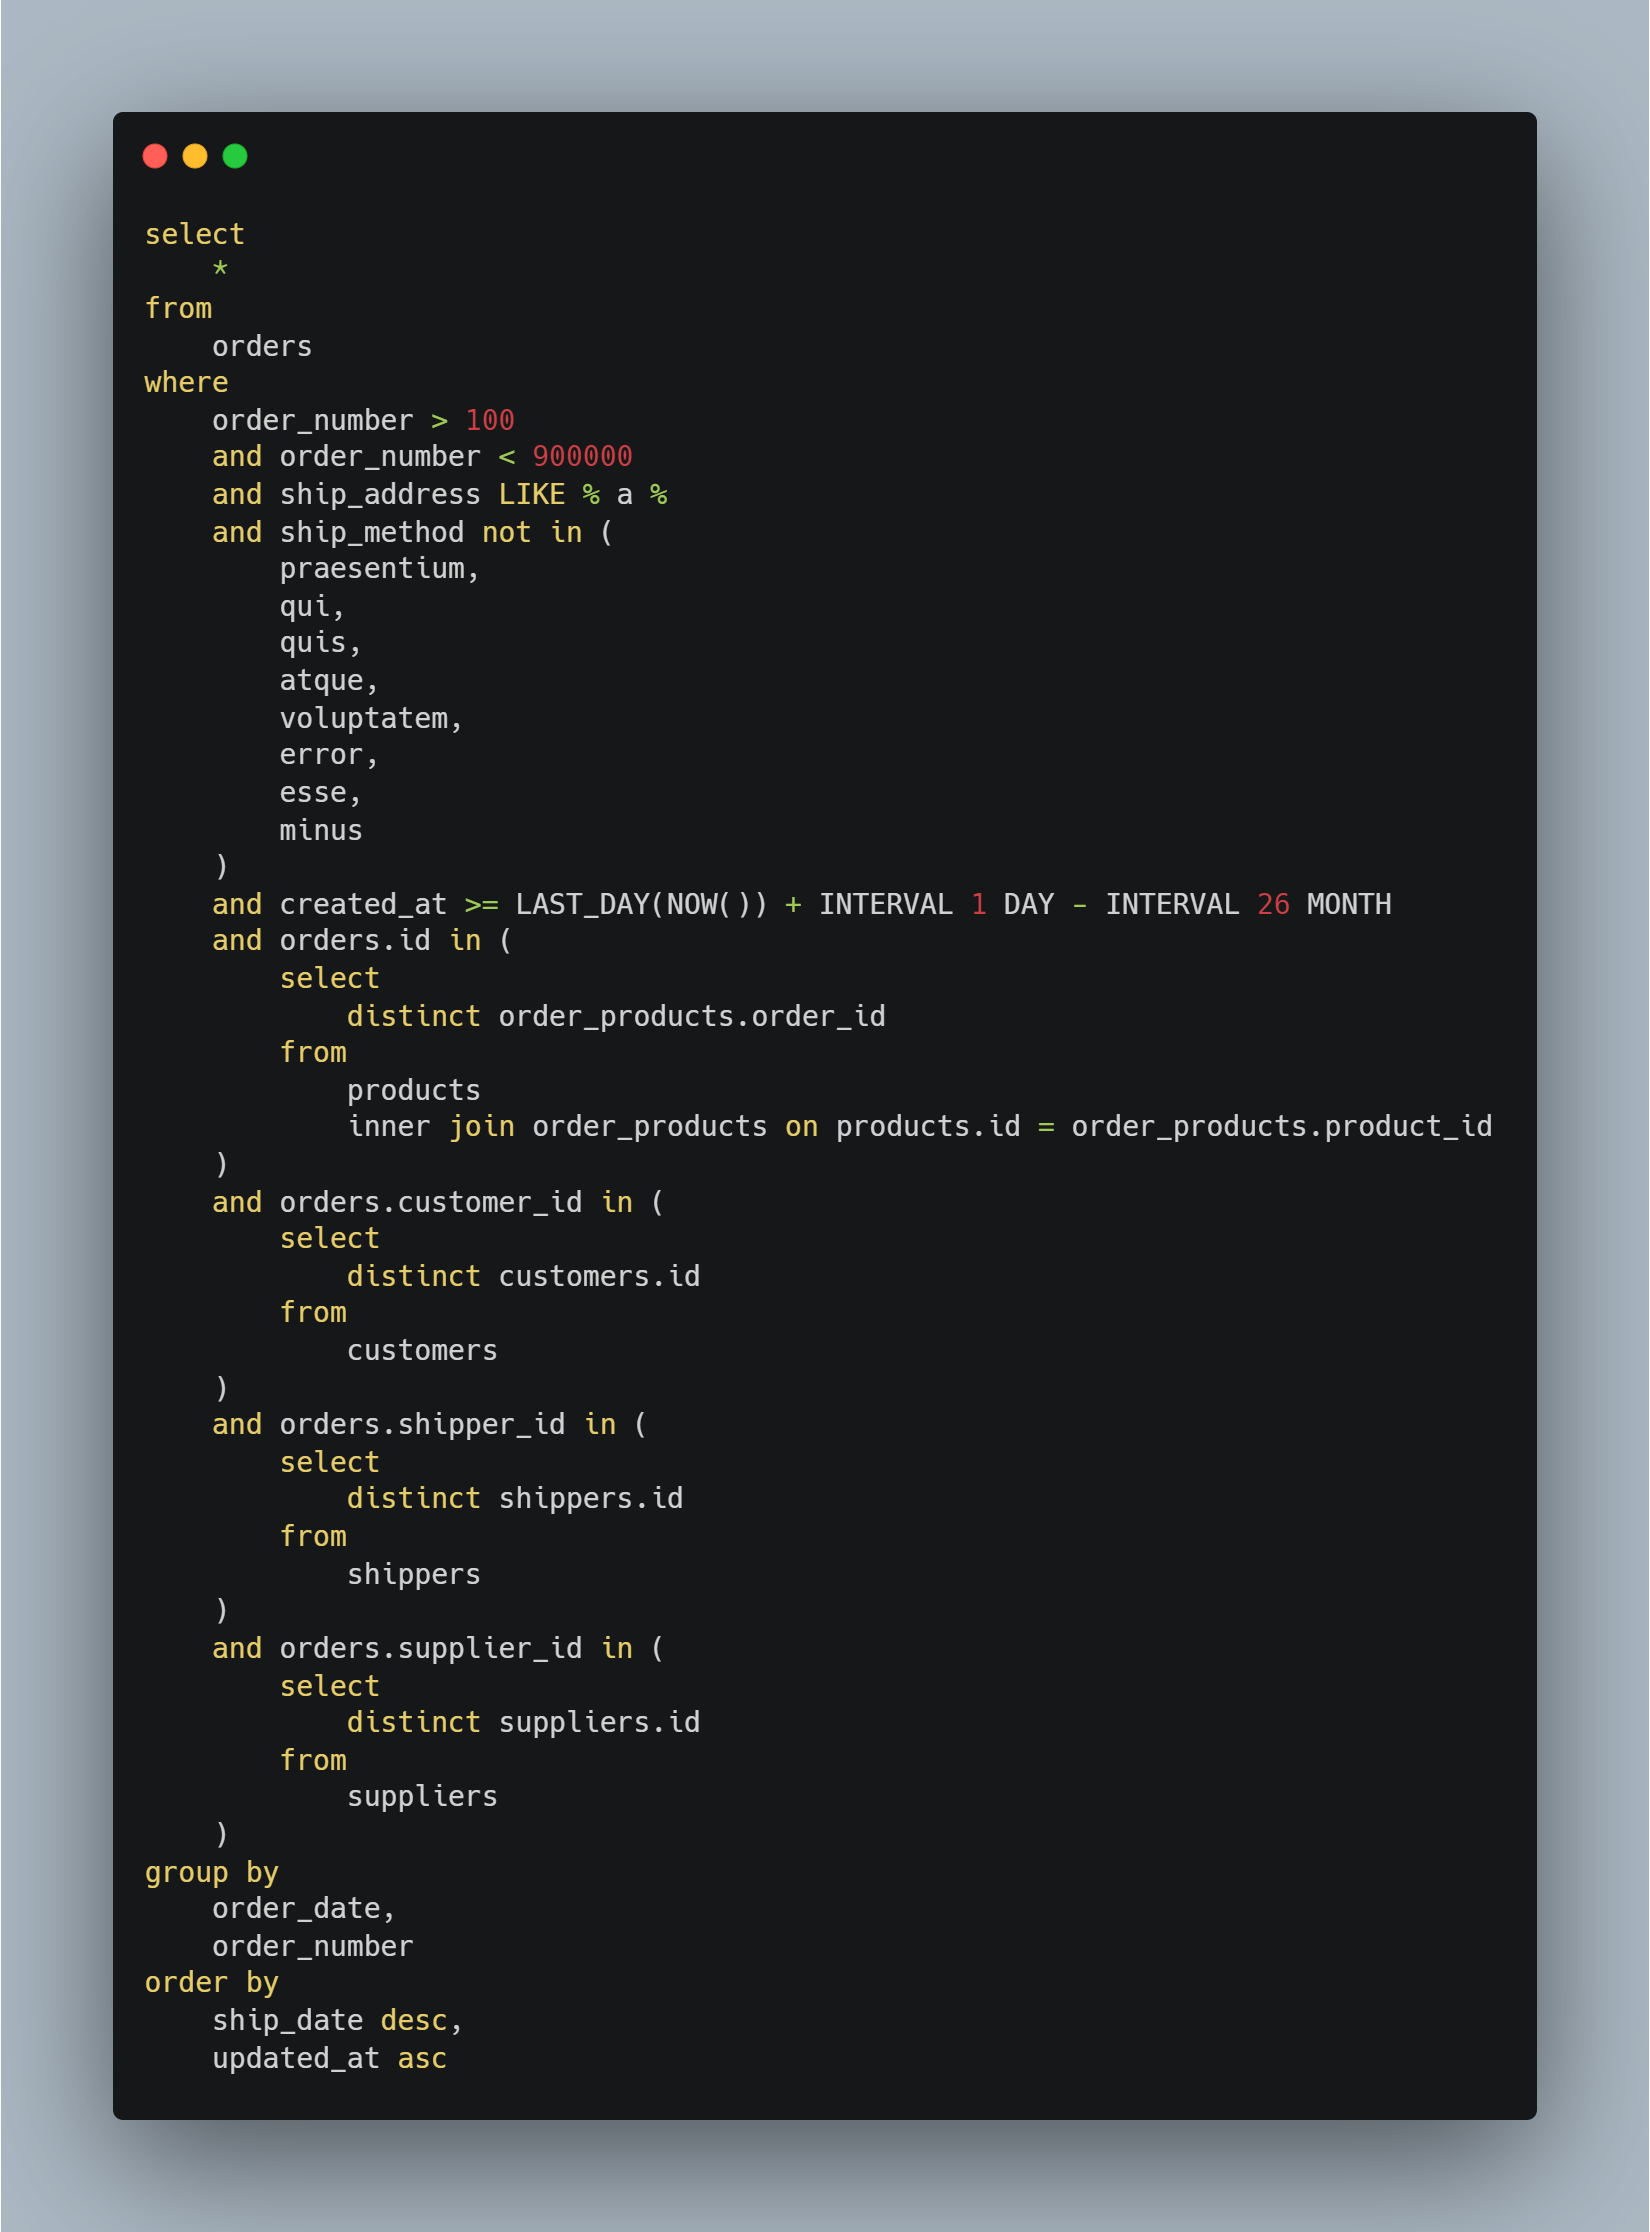 select
    *
from
    orders
where
    order_number > 100
    and order_number < 900000
    and ship_address LIKE % a %
    and ship_method not in (
        praesentium,
        qui,
        quis,
        atque,
        voluptatem,
        error,
        esse,
        minus
    )
    and created_at >= LAST_DAY(NOW()) + INTERVAL 1 DAY - INTERVAL 26 MONTH
    and orders.id in (
        select
            distinct order_products.order_id
        from
            products
            inner join order_products on products.id = order_products.product_id
    )
    and orders.customer_id in (
        select
            distinct customers.id
        from
            customers
    )
    and orders.shipper_id in (
        select
            distinct shippers.id
        from
            shippers
    )
    and orders.supplier_id in (
        select
            distinct suppliers.id
        from
            suppliers
    )
group by
    order_date,
    order_number
order by
    ship_date desc,
    updated_at asc